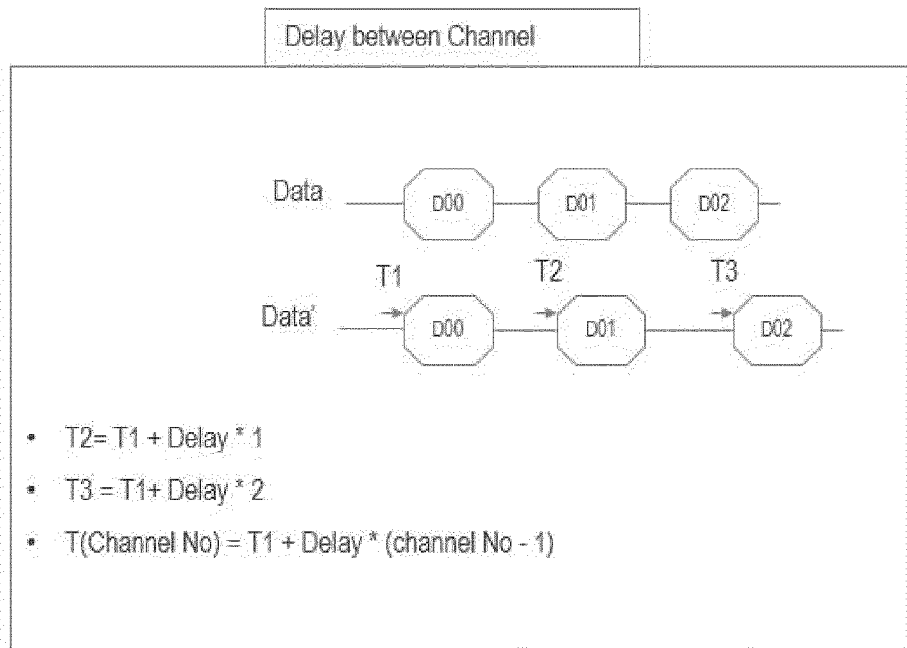 Delay between Channel
Data D00 D01 D02
T1 T2 T3
Data' D00 D01 D02
• T2= T1 + Delay * 1
• T3 = T1+ Delay * 2
• T(Channel No) = T1 + Delay * (channel No - 1)